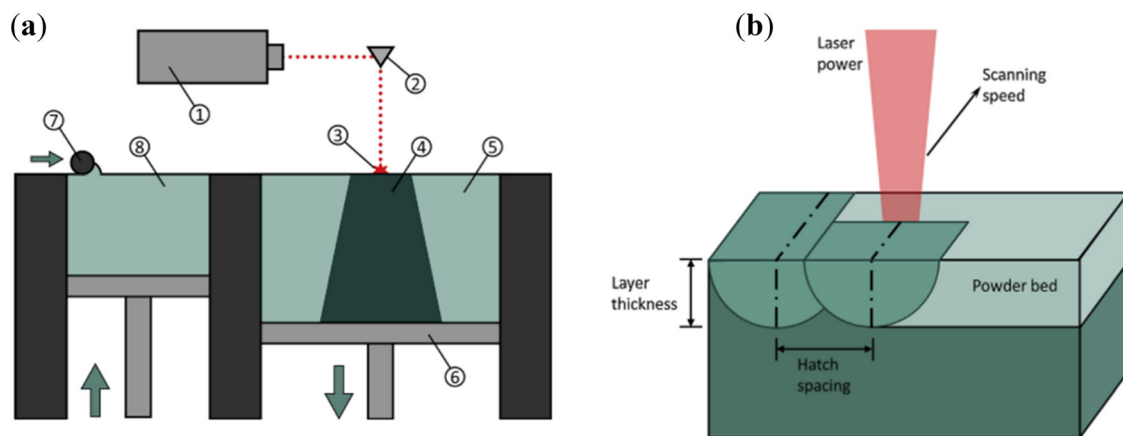 (a)
①
②
③
④
⑤
⑥
⑦
⑧
(b)
Laser
power
Scanning
speed
Layer
thickness
Powder bed
Hatch
spacing